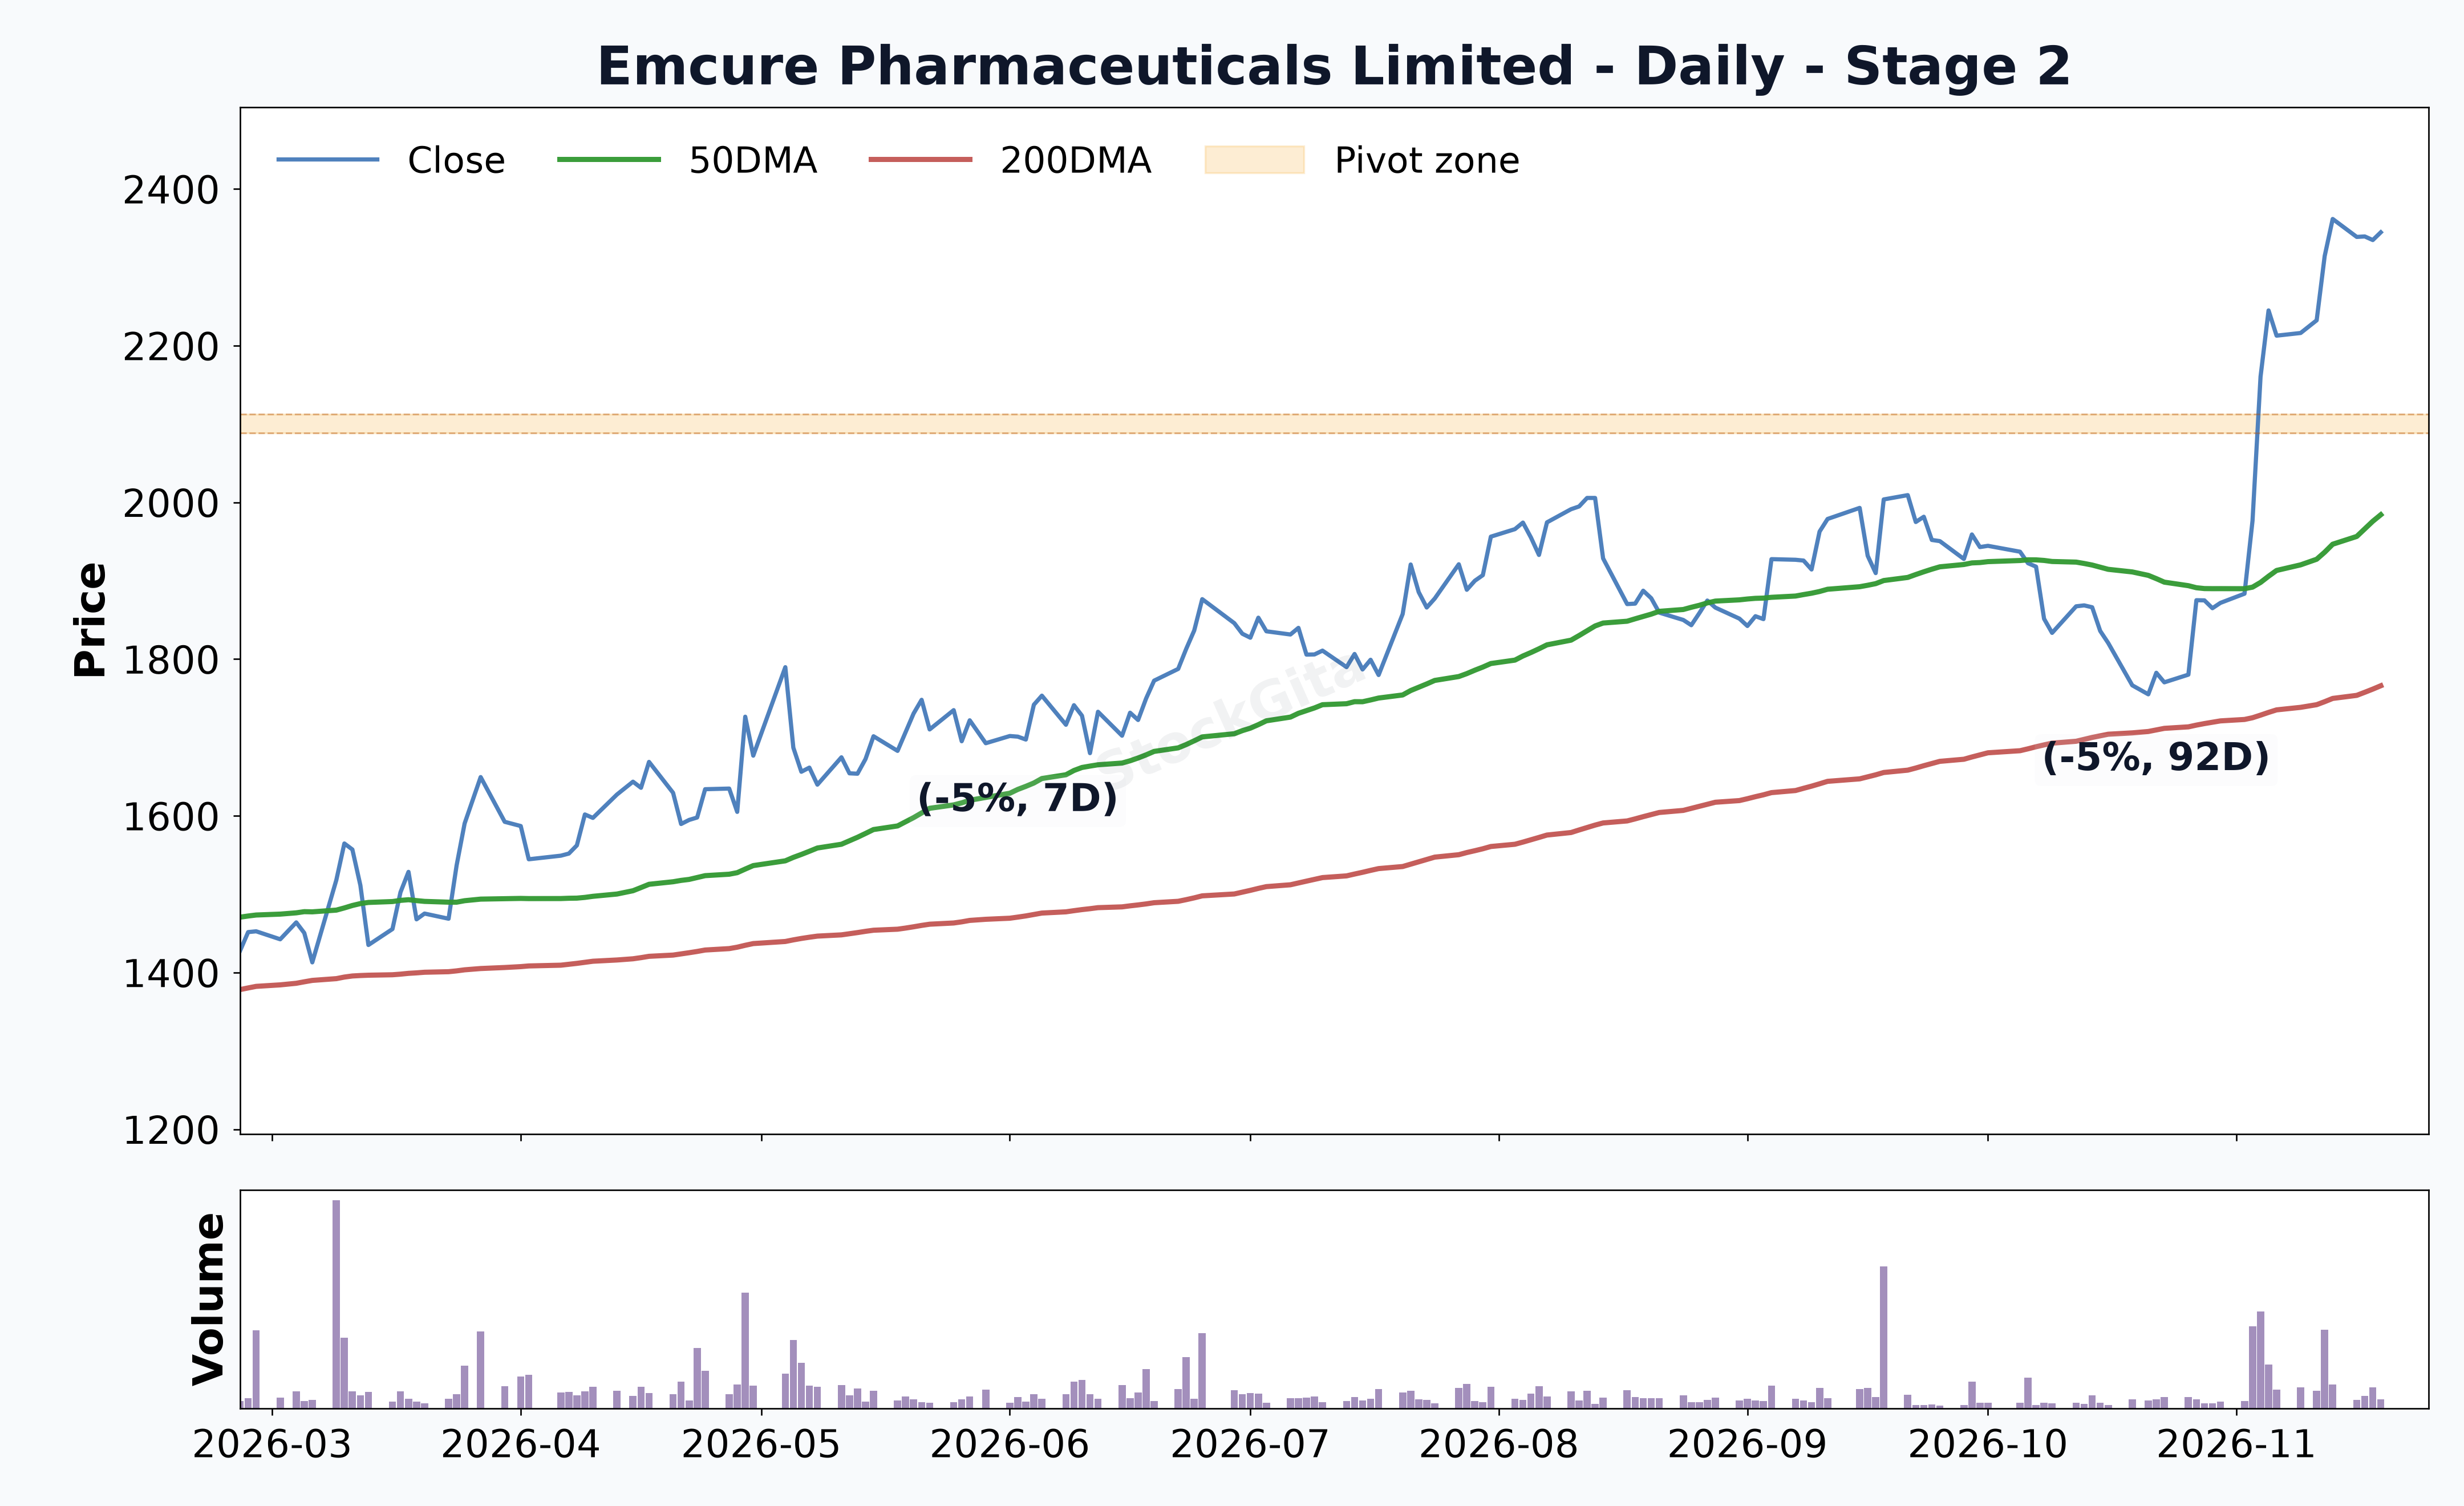 Emcure Pharmaceuticals Limited - Daily - Stage 2
Close 50DMA 200DMA Pivot zone
2400
2200
2000
1800
1600
1400
1200
Price
StockGita
(-5%, 7D)
(-5%, 92D)
Volume
2026-03 2026-04 2026-05 2026-06 2026-07 2026-08 2026-09 2026-10 2026-11